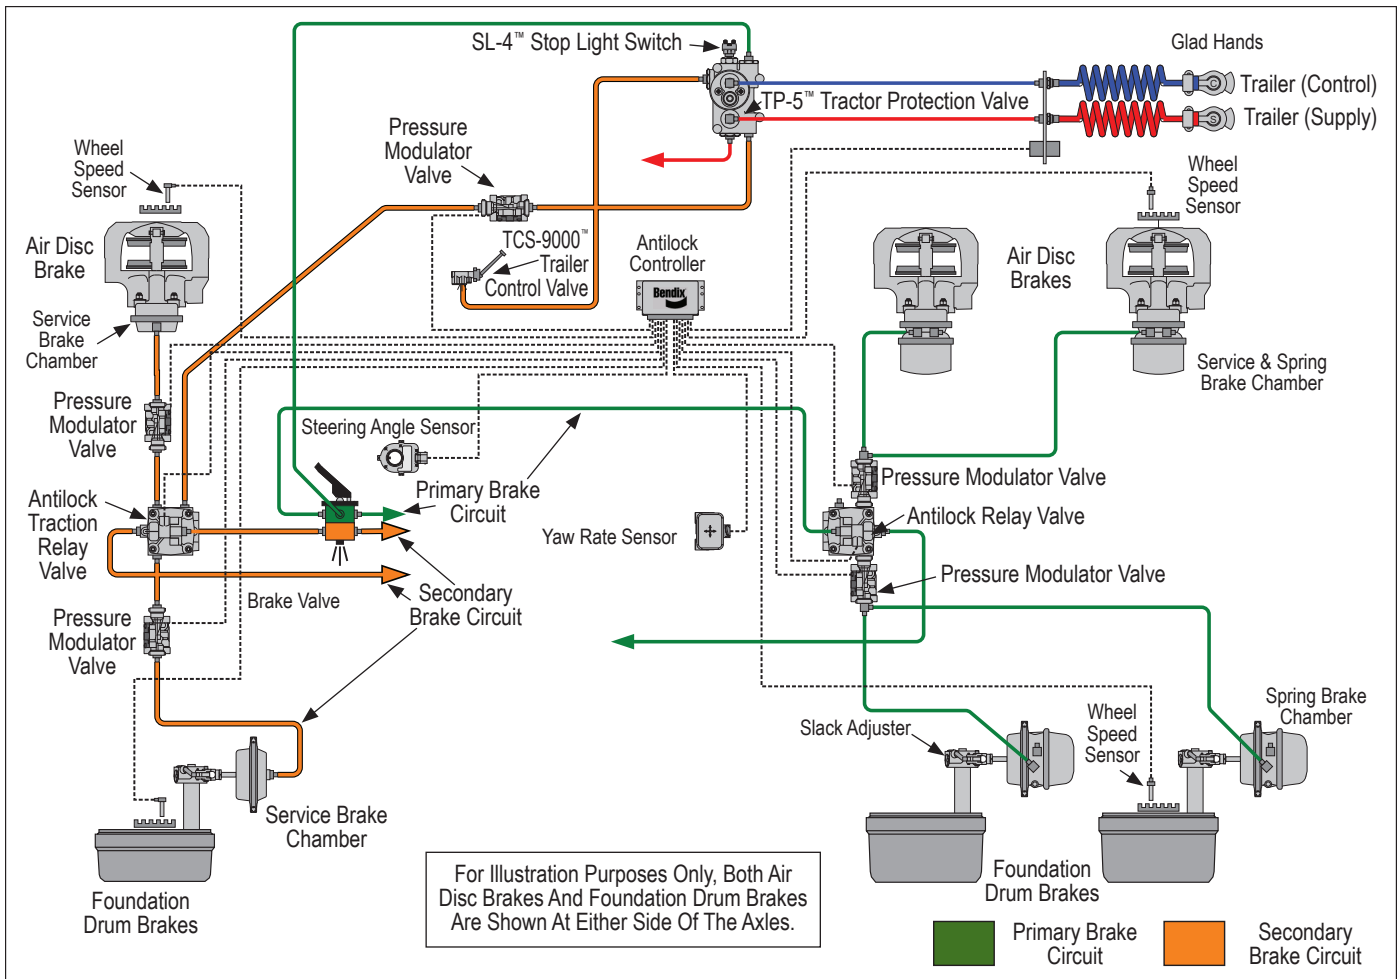 SL-4™ Stop Light Switch
Glad Hands
C
Trailer (Control)
TP-5™ Tractor Protection Valve
S
Trailer (Supply)
Pressure
Modulator
Valve
Wheel
Speed
Sensor
Wheel
Speed
Sensor
Air Disc
Brake
TCS-9000™
Trailer
Control Valve
Antilock
Controller
Bendix
Air Disc
Brakes
Service
Brake
Chamber
Service & Spring
Brake Chamber
Pressure
Modulator
Valve
Steering Angle Sensor
Pressure Modulator Valve
Primary Brake
Circuit
Antilock
Traction
Relay
Valve
Antilock Relay Valve
Yaw Rate Sensor
Pressure Modulator Valve
Brake Valve
Secondary
Brake Circuit
Pressure
Modulator
Valve
Slack Adjuster
Wheel
Speed
Sensor
Spring Brake
Chamber
Service Brake
Chamber
Foundation
Drum Brakes
Foundation
Drum Brakes
For Illustration Purposes Only, Both Air
Disc Brakes And Foundation Drum Brakes
Are Shown At Either Side Of The Axles.
Primary Brake
Circuit
Secondary
Brake Circuit